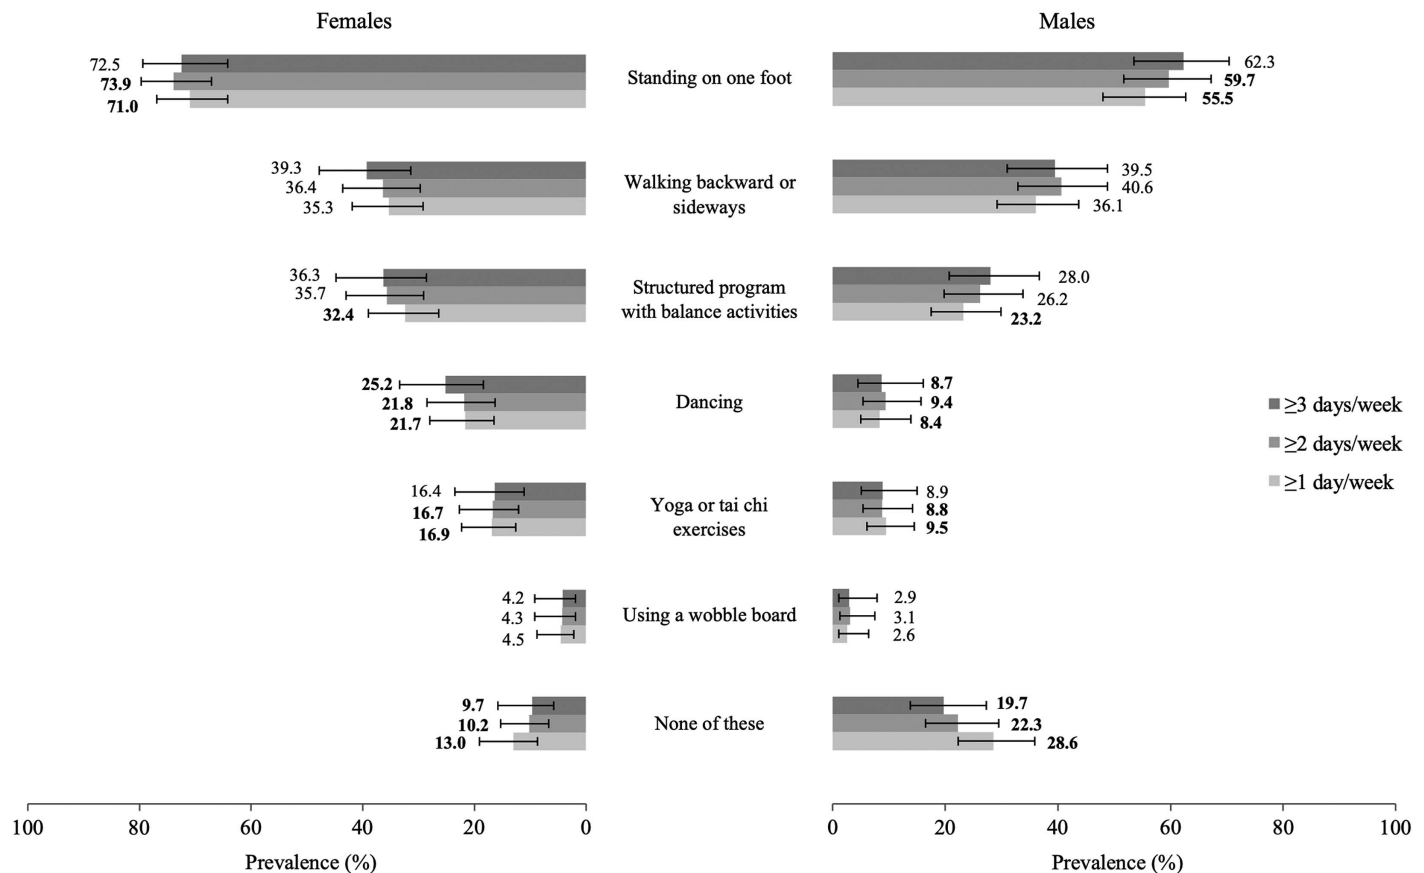 Females
Males
72.5
73.9
71.0
Standing on one foot
62.3
59.7
55.5
39.3
36.4
35.3
Walking backward or
sideways
39.5
40.6
36.1
36.3
35.7
32.4
Structured program
with balance activities
28.0
26.2
23.2
25.2
21.8
21.7
Dancing
8.7
9.4
8.4
≥3 days/week
≥2 days/week
≥1 day/week
16.4
16.7
16.9
Yoga or tai chi
exercises
8.9
8.8
9.5
4.2
4.3
4.5
Using a wobble board
2.9
3.1
2.6
9.7
10.2
13.0
None of these
19.7
22.3
28.6
100 80 60 40 20 0
0 20 40 60 80 100
Prevalence (%)
Prevalence (%)